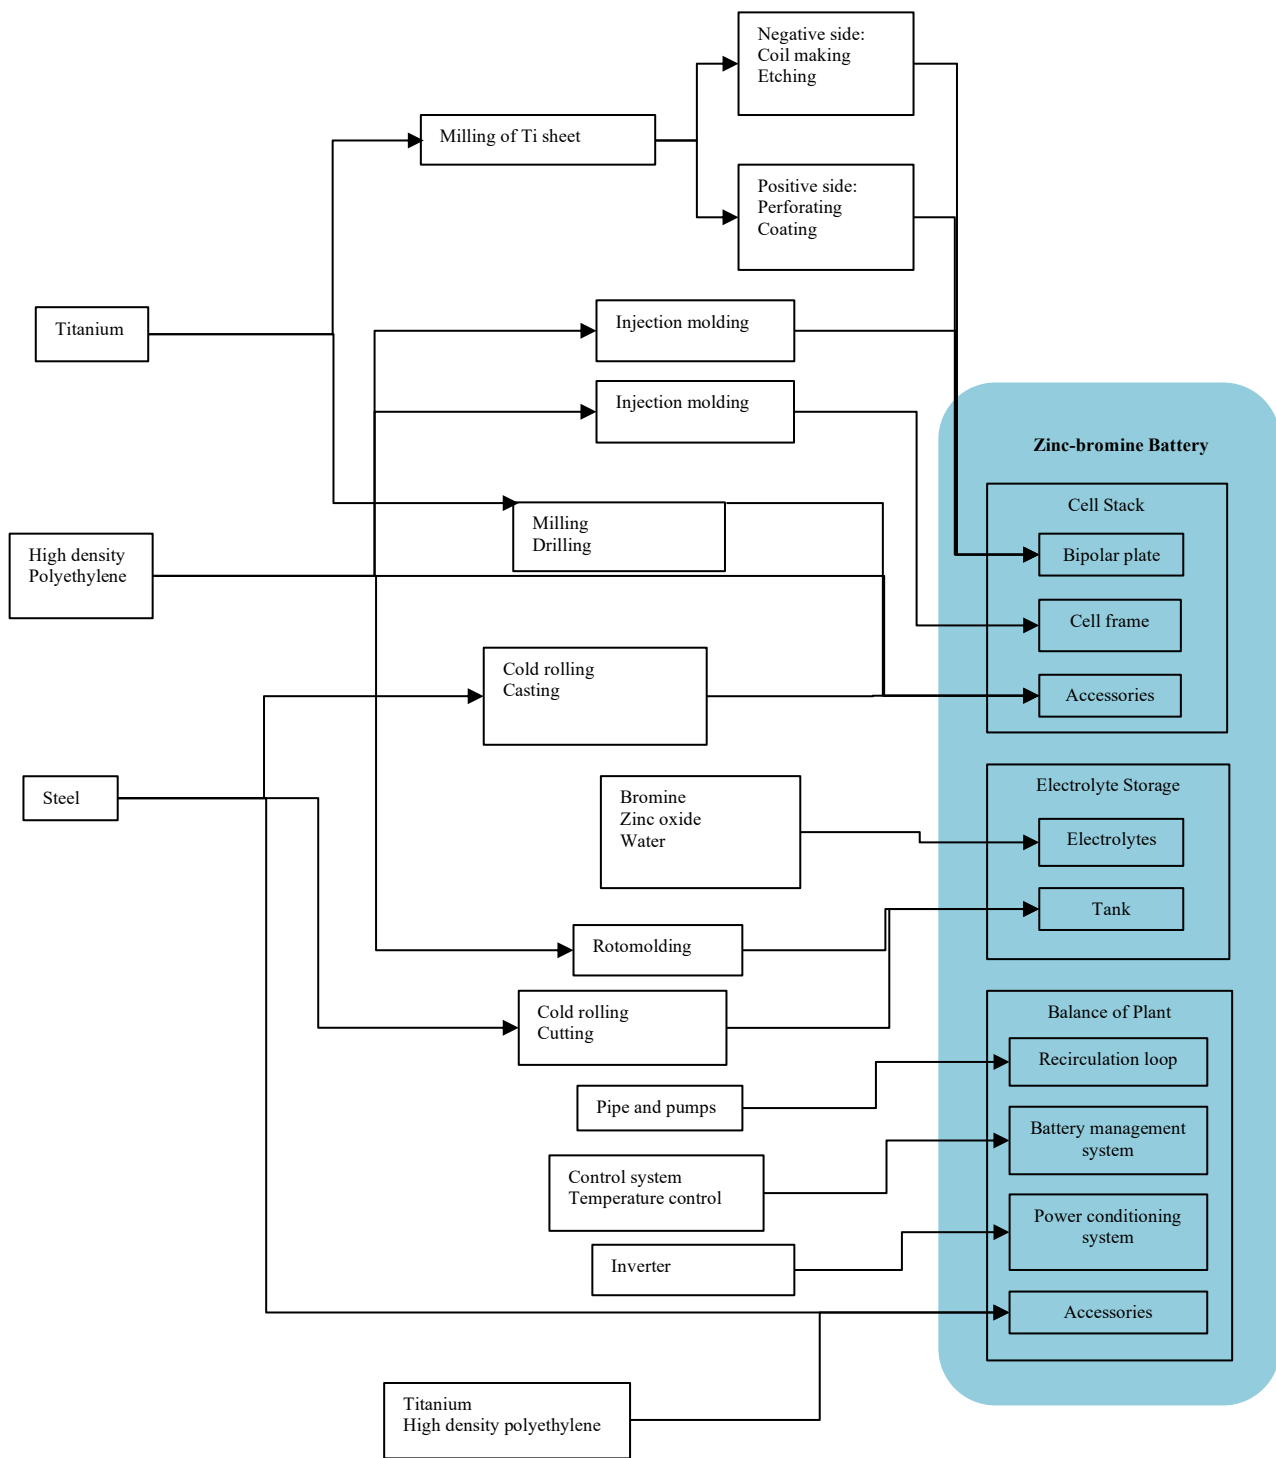 Negative side:
Coil making
Etching
Milling of Ti sheet
Positive side:
Perforating
Coating
Titanium
Injection molding
Injection molding
Zinc-bromine Battery
Cell Stack
Milling
Drilling
High density
Polyethylene
Bipolar plate
Cell frame
Cold rolling
Casting
Accessories
Steel
Electrolyte Storage
Bromine
Zinc oxide
Water
Electrolytes
Tank
Rotomolding
Cold rolling
Cutting
Balance of Plant
Recirculation loop
Pipe and pumps
Battery management
system
Control system
Temperature control
Power conditioning
system
Inverter
Accessories
Titanium
High density polyethylene